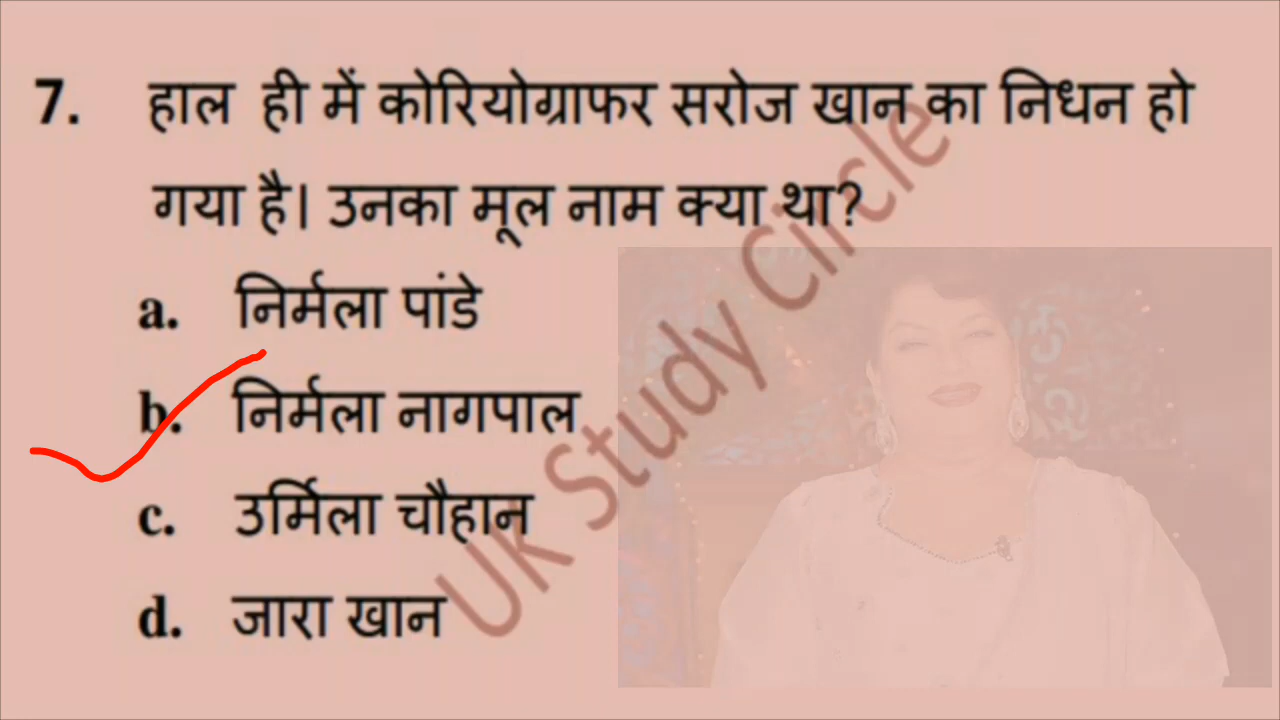 7. हाल ही में कोरियोग्राफर सरोज खान का निधन हो
गया है। उनका मूल नाम क्या था?
a. निर्मला पांडे
b. निर्मला नागपाल
c. उर्मिला चौहान
d. जारा खान
UK Study Circle